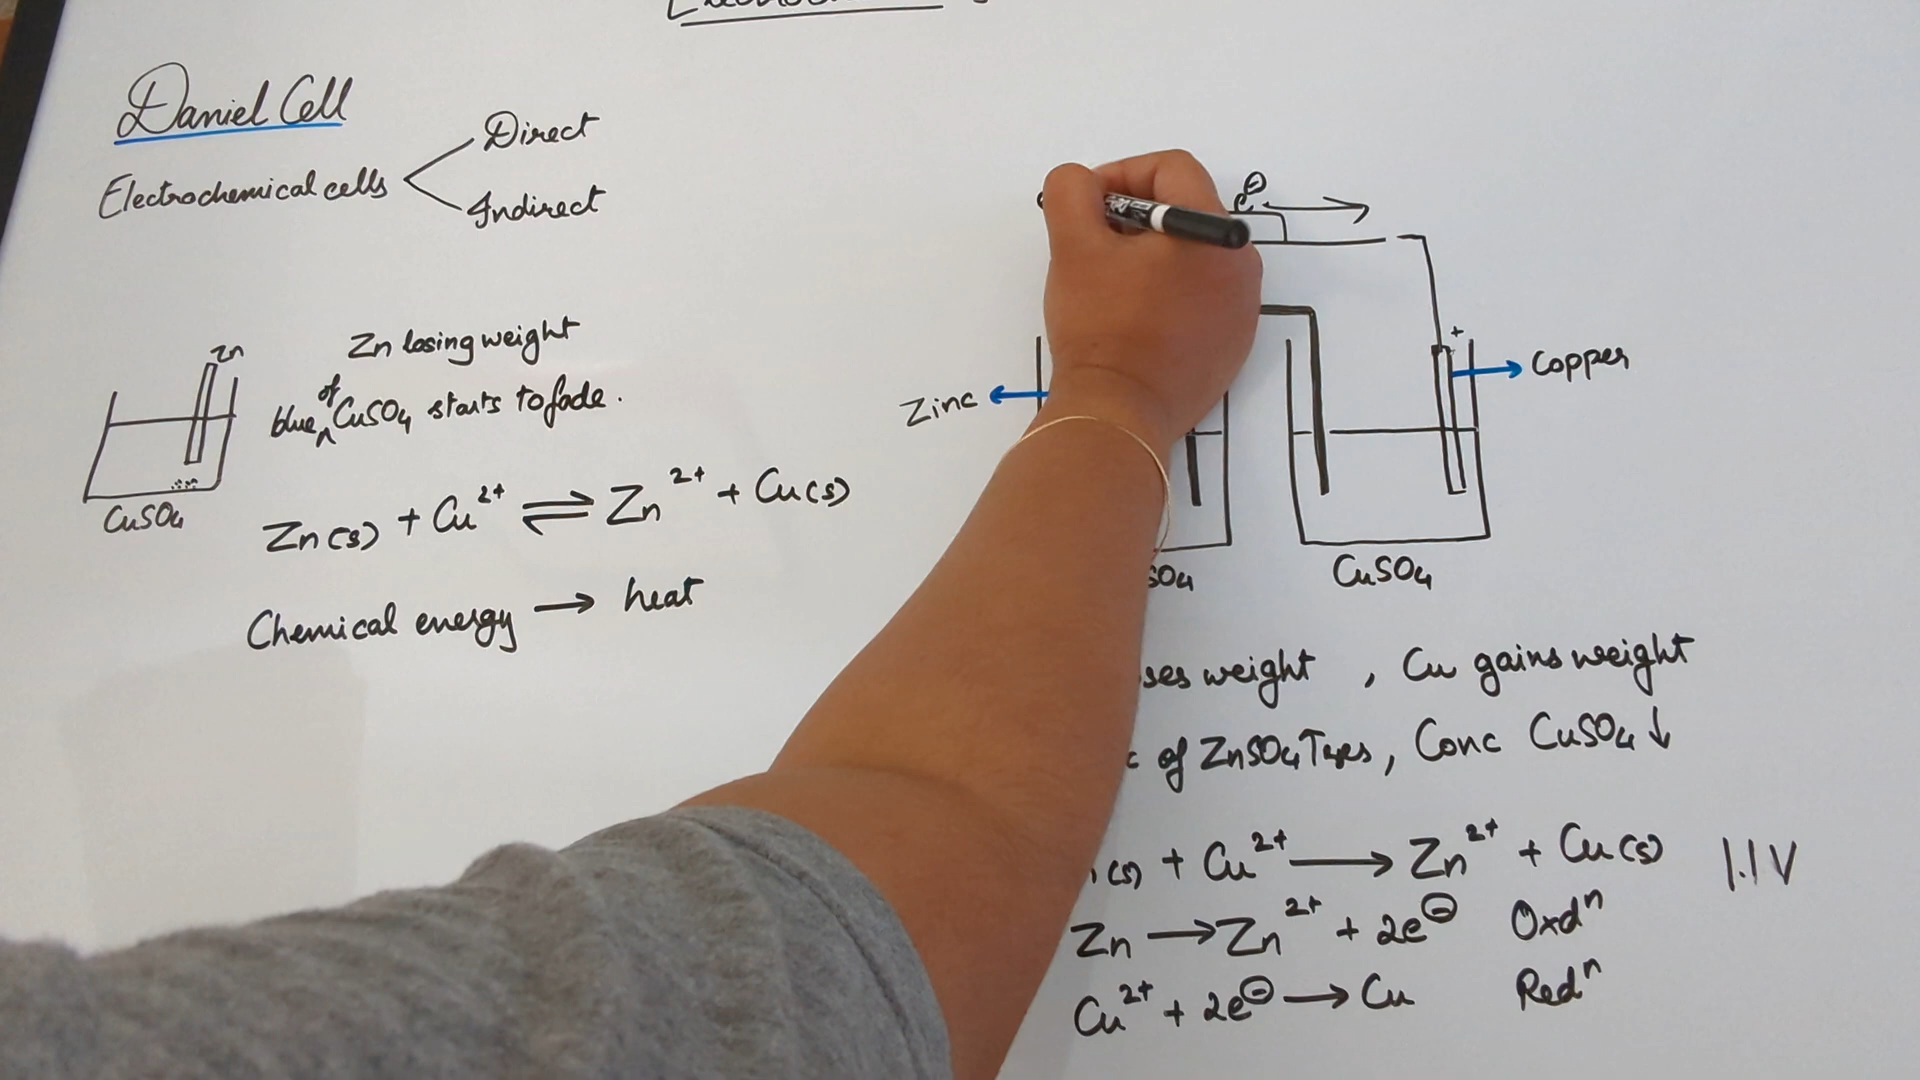 Daniel Cell
Electrochemical cells
Direct
Indirect
Zn
Zn losing weight
of
blue ^ CuSO4 starts to fade.
CuSO4
Zn(s) + Cu2+ ⇌ Zn2+ + Cu(s)
Chemical energy → heat
e⊖ →
+
Copper
Zinc
SO4
CuSO4
ses weight , Cu gains weight
c of ZnSO4 , Conc CuSO4 ↓
(s) + Cu2+ → Zn2+ + Cu(s) 1.1V
Zn → Zn2+ + 2e⊖ Oxdn
Cu2+ + 2e⊖ → Cu Redn